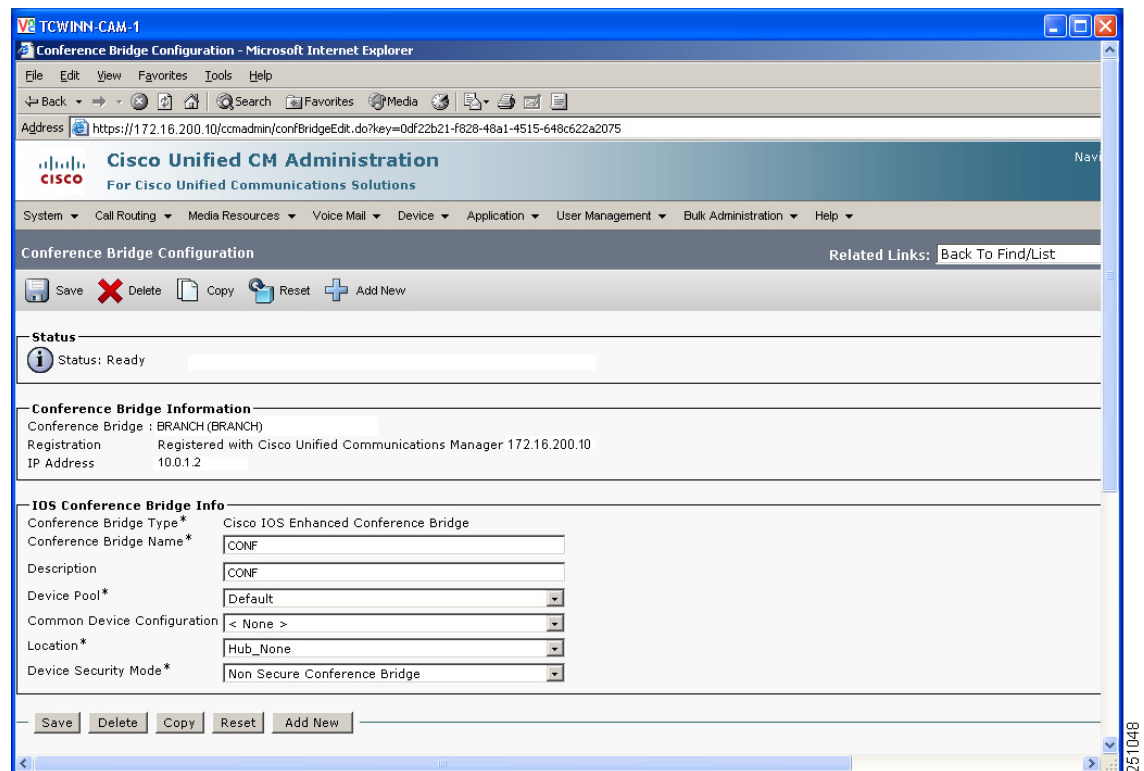 TCWINN-CAM-1
Conference Bridge Configuration - Microsoft Internet Explorer
File Edit View Favorites Tools Help
Back Search Favorites Media
Address https://172.16.200.10/ccmadmin/confBridgeEdit.do?key=0df22b21-f828-48a1-4515-648c622a2075
cisco Cisco Unified CM Administration Navi
For Cisco Unified Communications Solutions
System Call Routing Media Resources Voice Mail Device Application User Management Bulk Administration Help
Conference Bridge Configuration Related Links: Back To Find/List
Save Delete Copy Reset Add New
Status
Status: Ready
Conference Bridge Information
Conference Bridge : BRANCH (BRANCH)
Registration Registered with Cisco Unified Communications Manager 172.16.200.10
IP Address 10.0.1.2
IOS Conference Bridge Info
Conference Bridge Type* Cisco IOS Enhanced Conference Bridge
Conference Bridge Name* CONF
Description CONF
Device Pool* Default
Common Device Configuration < None >
Location* Hub_None
Device Security Mode* Non Secure Conference Bridge
Save Delete Copy Reset Add New
251048